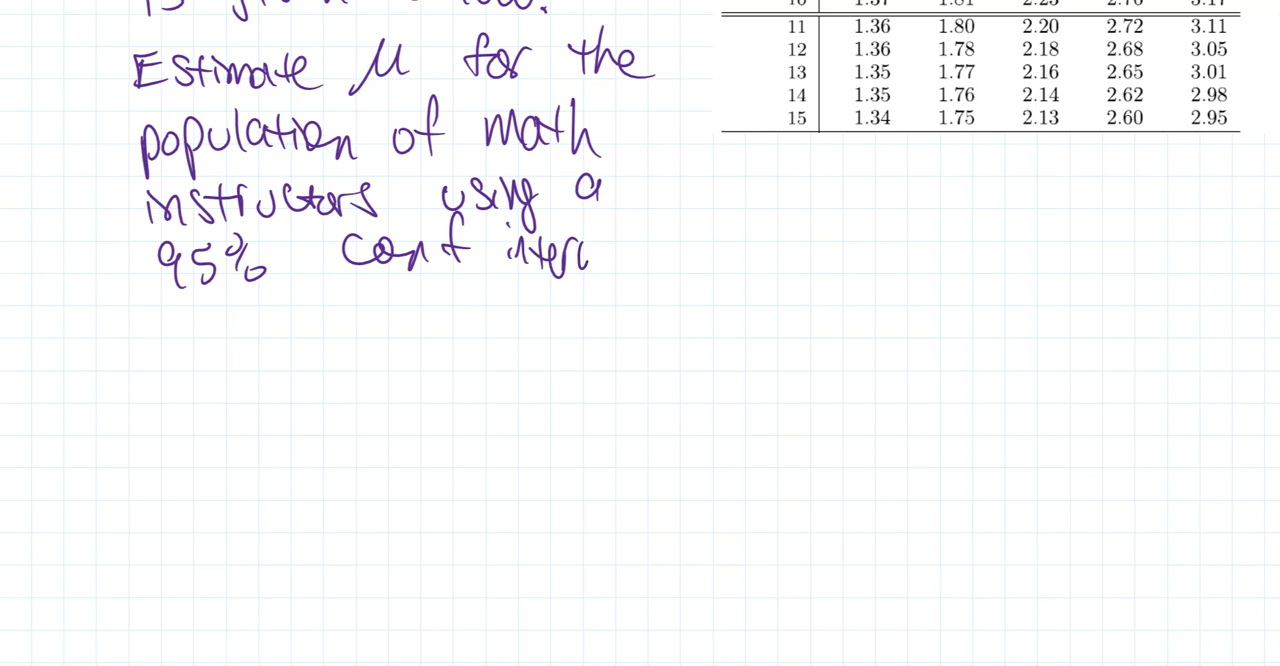 Estimate μ for the
population of math
instructors using a
95% conf inter
11 1.36 1.80 2.20 2.72 3.11
12 1.36 1.78 2.18 2.68 3.05
13 1.35 1.77 2.16 2.65 3.01
14 1.35 1.76 2.14 2.62 2.98
15 1.34 1.75 2.13 2.60 2.95